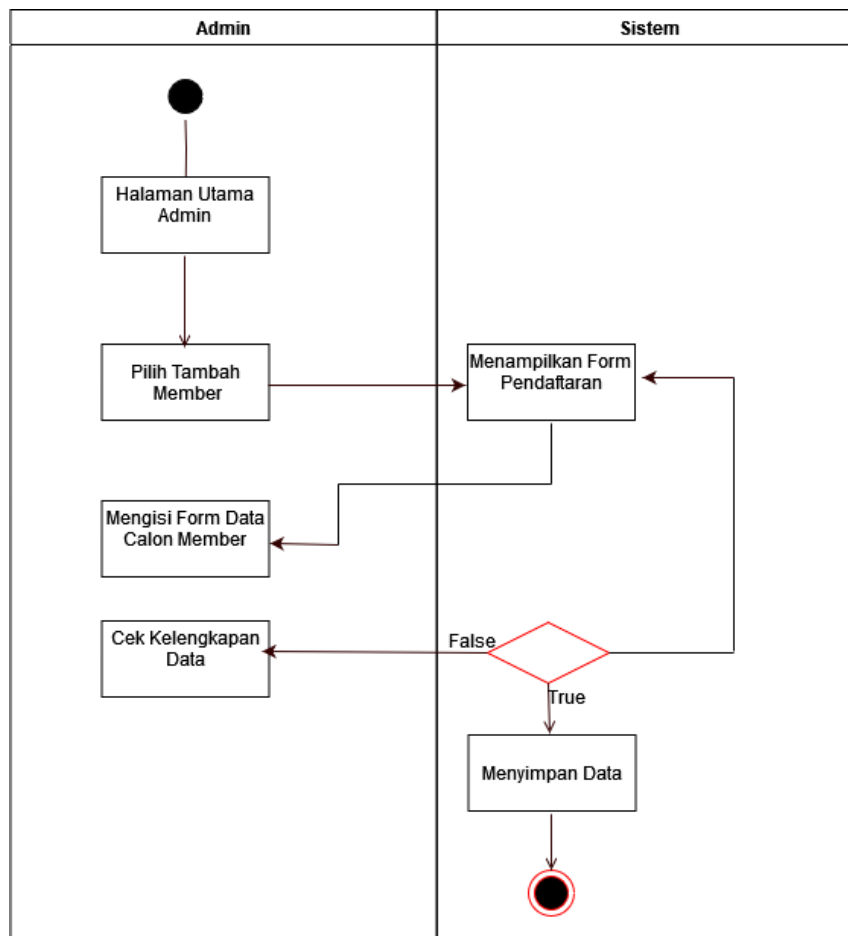 Admin
Sistem
Halaman Utama
Admin
Pilih Tambah
Member
Menampilkan Form
Pendaftaran
Mengisi Form Data
Calon Member
Cek Kelengkapan
Data
False
True
Menyimpan Data